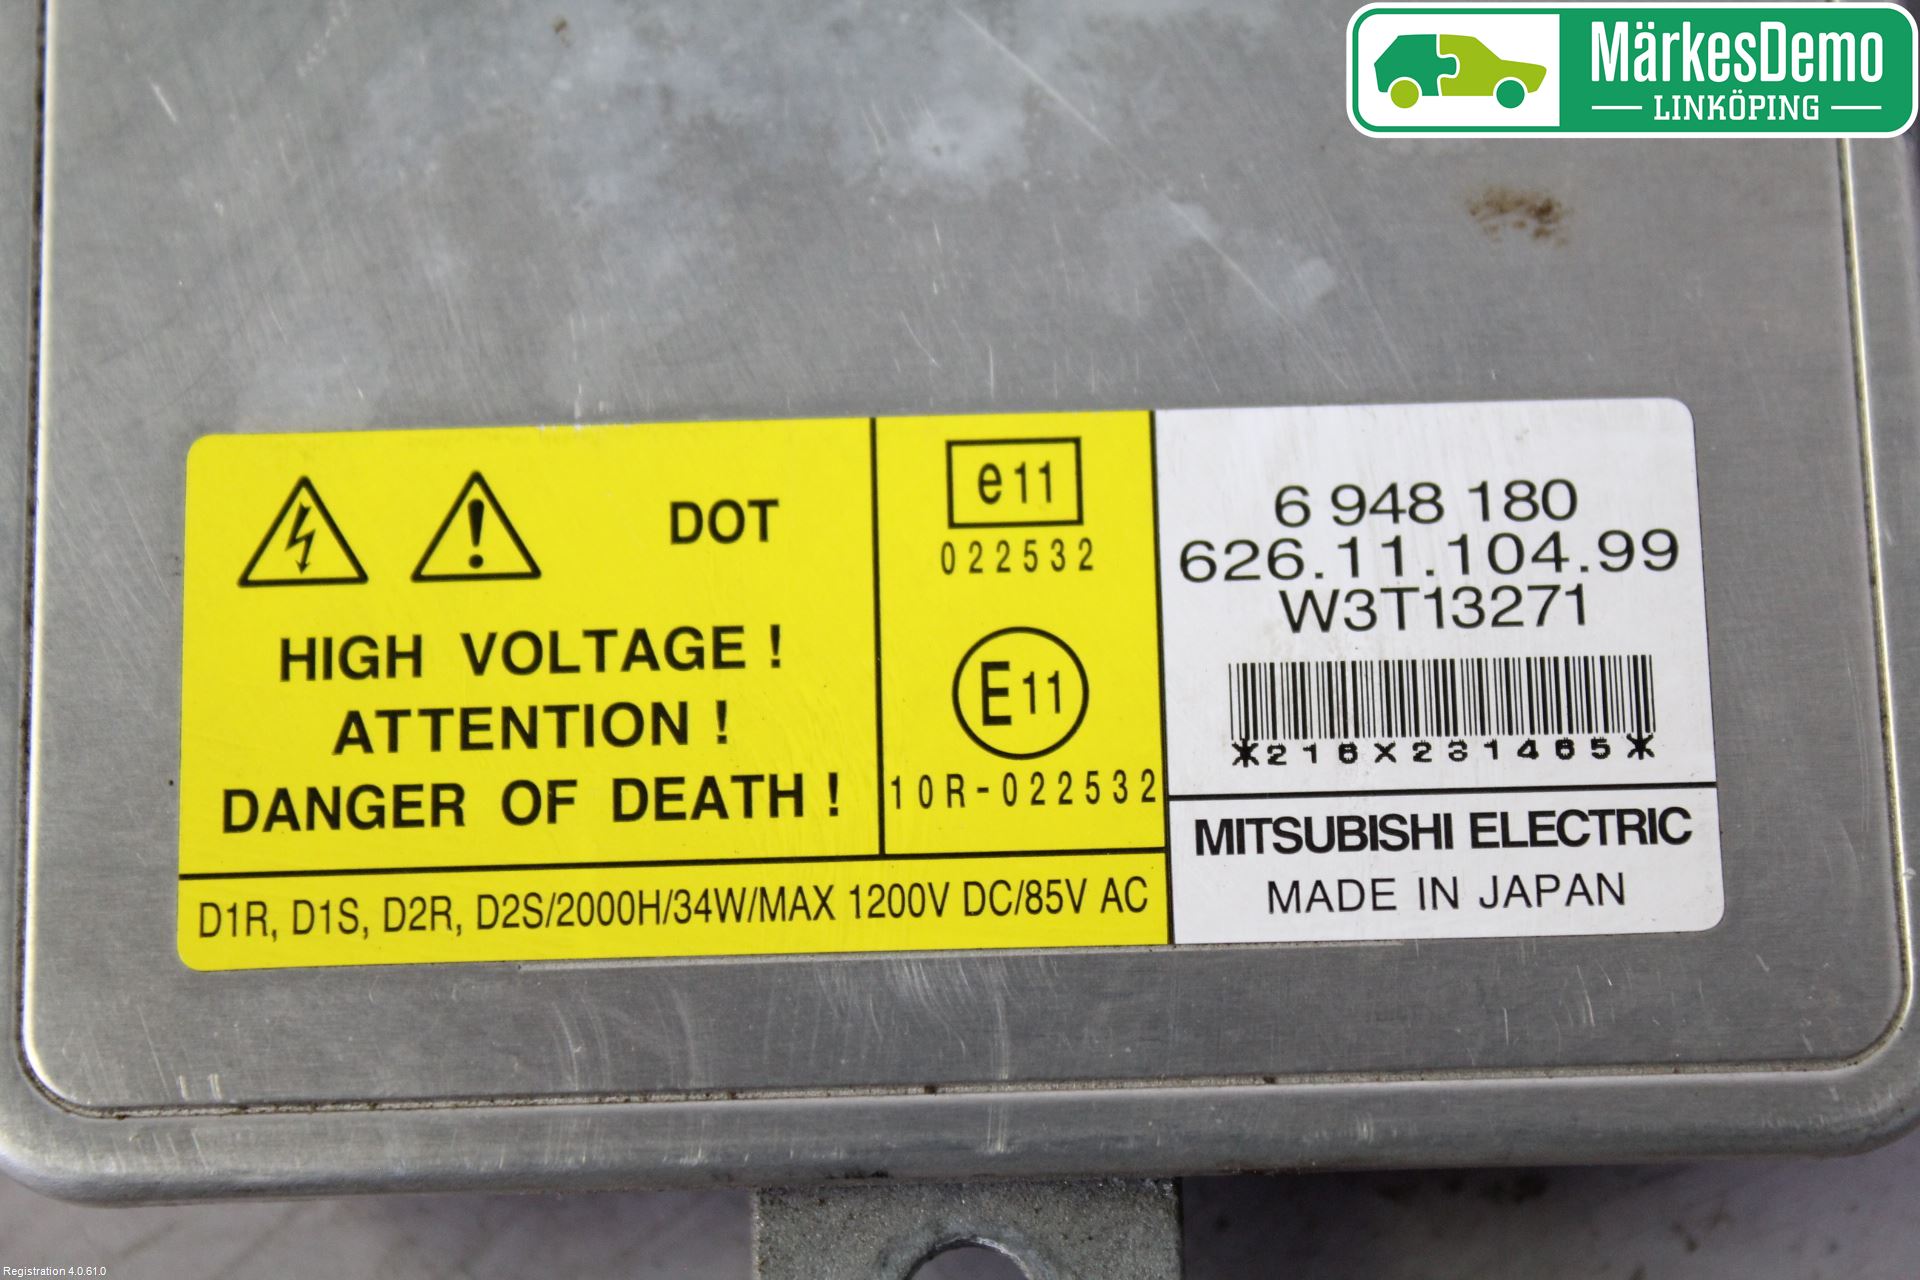 MärkesDemo
LINKÖPING
DOT
HIGH VOLTAGE !
ATTENTION !
DANGER OF DEATH !
e11
022532
E11
10R-022532
D1R, D1S, D2R, D2S/2000H/34W/MAX 1200V DC/85V AC
6 948 180
626.11.104.99
W3T13271
*216X231465*
MITSUBISHI ELECTRIC
MADE IN JAPAN
Registration 4.0.61.0